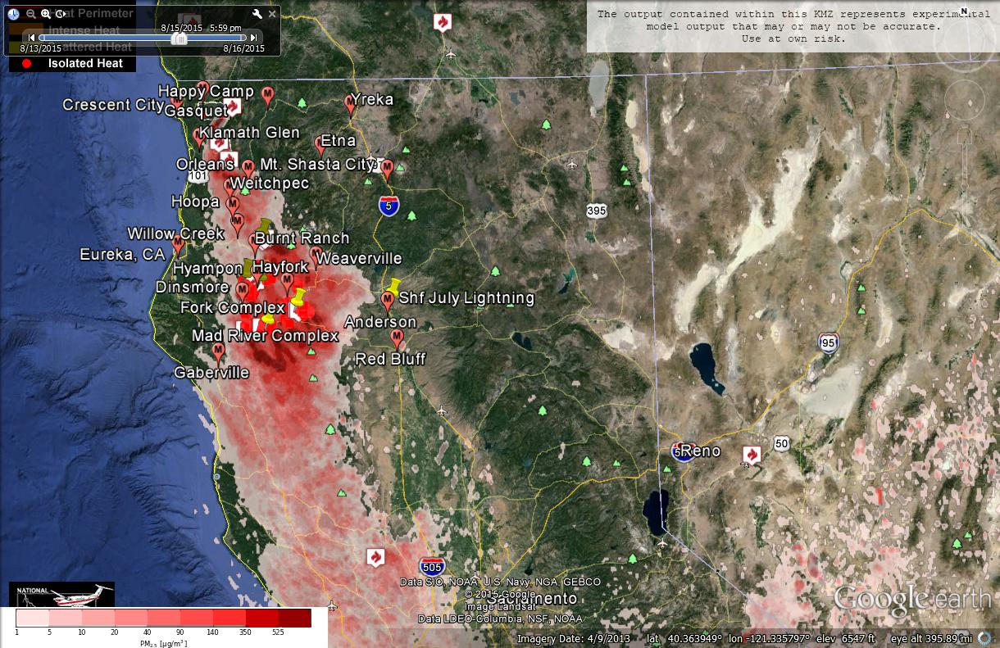 Heat Perimeter
Intense Heat
Scattered Heat
Isolated Heat
8/15/2015 5:59 pm
8/13/2015
8/16/2015
The output contained within this KMZ represents experimental
model output that may or may not be accurate.
Use at own risk.
N
Happy Camp
Crescent City
Gasquet
Yreka
Klamath Glen
Etna
Orleans
Mt. Shasta City
101
Weitchpec
Hoopa
5
395
Willow Creek
Burnt Ranch
Eureka, CA
Weaverville
Hyampon
Hayfork
Dinsmore
Shf July Lightning
Fork Complex
Anderson
Mad River Complex
95
Red Bluff
Gaberville
50
Reno
505
Data SIO, NOAA, U.S. Navy, NGA, GEBCO
© 2015 Google
Sacramento
Image Landsat
Data LDEO-Columbia, NSF, NOAA
Google earth
NATIONAL
1 5 10 20 40 90 140 350 525
PM2.5 [µg/m³]
Imagery Date: 4/9/2013 lat 40.363949° lon -121.335797° elev 6547 ft eye alt 395.89 mi